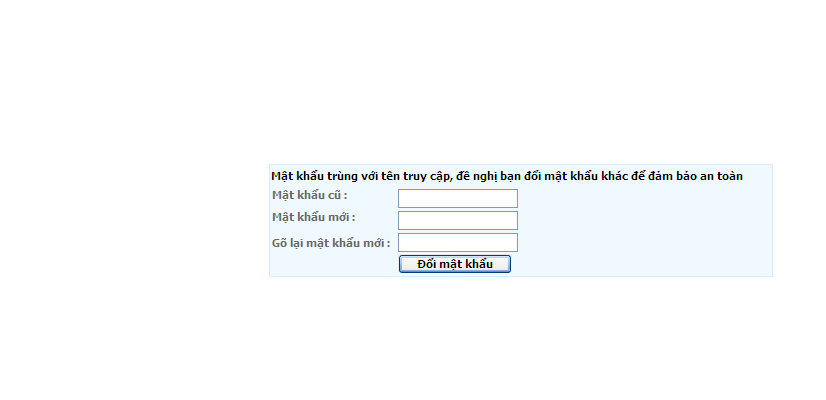 Mật khẩu trùng với tên truy cập, đề nghị bạn đổi mật khẩu khác để đảm bảo an toàn
Mật khẩu cũ :
Mật khẩu mới :
Gõ lại mật khẩu mới :
Đổi mật khẩu